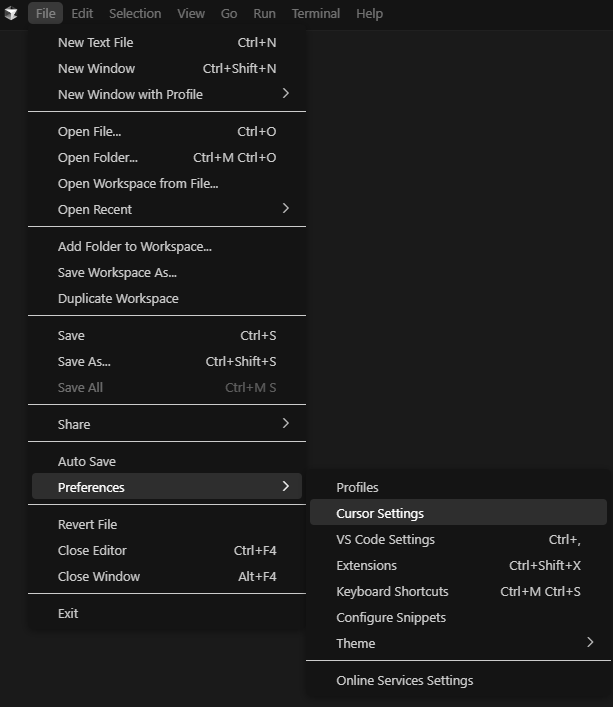 File Edit Selection View Go Run Terminal Help
New Text File Ctrl+N
New Window Ctrl+Shift+N
New Window with Profile
Open File... Ctrl+O
Open Folder... Ctrl+M Ctrl+O
Open Workspace from File...
Open Recent
Add Folder to Workspace...
Save Workspace As...
Duplicate Workspace
Save Ctrl+S
Save As... Ctrl+Shift+S
Save All Ctrl+M S
Share
Auto Save
Preferences
Revert File
Close Editor Ctrl+F4
Close Window Alt+F4
Exit
Profiles
Cursor Settings
VS Code Settings Ctrl+,
Extensions Ctrl+Shift+X
Keyboard Shortcuts Ctrl+M Ctrl+S
Configure Snippets
Theme
Online Services Settings